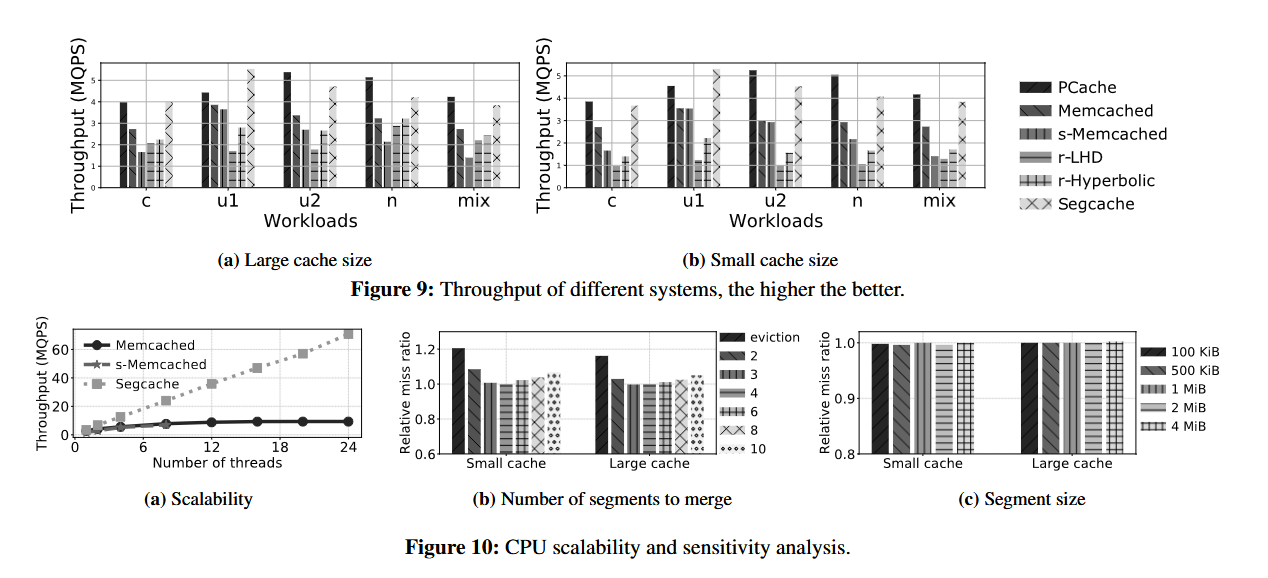 Throughput (MQPS)
5
4
3
2
1
0
c u1 u2 n mix
Workloads
(a) Large cache size
Throughput (MQPS)
5
4
3
2
1
0
c u1 u2 n mix
Workloads
(b) Small cache size
PCache
Memcached
s-Memcached
r-LHD
r-Hyperbolic
Segcache
Figure 9: Throughput of different systems, the higher the better.
Throughput (MQPS)
60
40
20
0
Memcached
s-Memcached
Segcache
0 6 12 18 24
Number of threads
(a) Scalability
Relative miss ratio
1.2
1.0
0.8
0.6
Small cache Large cache
eviction
2
3
4
6
8
10
(b) Number of segments to merge
Relative miss ratio
1.0
0.9
0.8
Small cache Large cache
100 KiB
500 KiB
1 MiB
2 MiB
4 MiB
(c) Segment size
Figure 10: CPU scalability and sensitivity analysis.